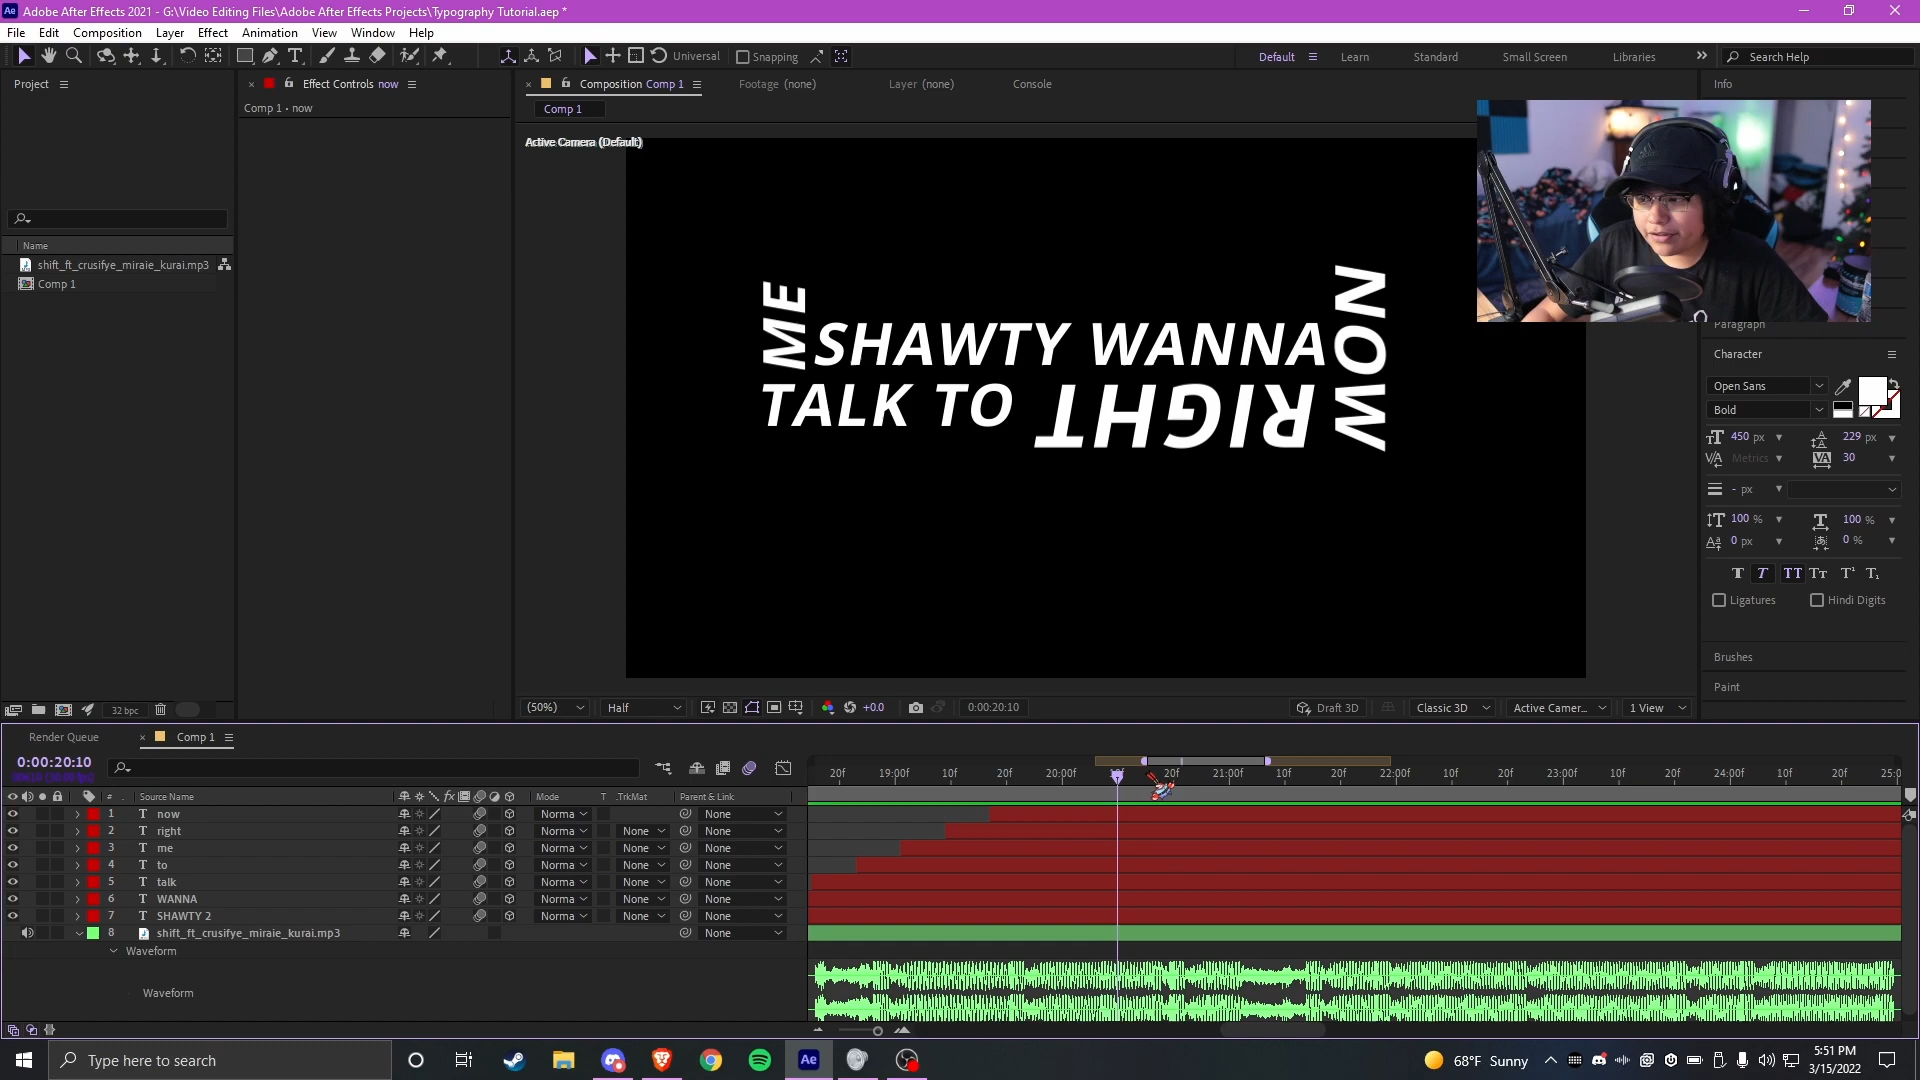 Adobe After Effects 2021 - G:\Video Editing Files\Adobe After Effects Projects\Typography Tutorial.aep *
File Edit Composition Layer Effect Animation View Window Help
Universal Snapping Default Learn Standard Small Screen Libraries Search Help
Project Effect Controls now Composition Comp 1 Footage (none) Layer (none) Console Info
Comp 1 • now Comp 1
Active Camera (Default)
Name
shift_ft_crusifye_miraie_kurai.mp3
Comp 1
ME
SHAWTY WANNA
TALK TO
RIGHT
NOW
Paragraph
Character
Open Sans
Bold
450 px 229 px
Metrics 30
- px
100 % 100 %
0 px 0 %
Ligatures Hindi Digits
Brushes
Paint
32 bpc (50%) Half +0.0 0:00:20:10 Draft 3D Classic 3D Active Camer... 1 View
Render Queue Comp 1
0:00:20:10
20f 19:00f 10f 20f 20:00f 10f 20f 21:00f 10f 20f 22:00f 10f 20f 23:00f 10f 20f 24:00f 10f 20f 25:0
# Source Name Mode T .TrkMat Parent & Link
1 T now Norma None
2 T right Norma None None
3 T me Norma None None
4 T to Norma None None
5 T talk Norma None None
6 T WANNA Norma None None
7 T SHAWTY 2 Norma None None
8 shift_ft_crusifye_miraie_kurai.mp3 None
Waveform
Waveform
Type here to search Ae 68°F Sunny 5:51 PM
3/15/2022